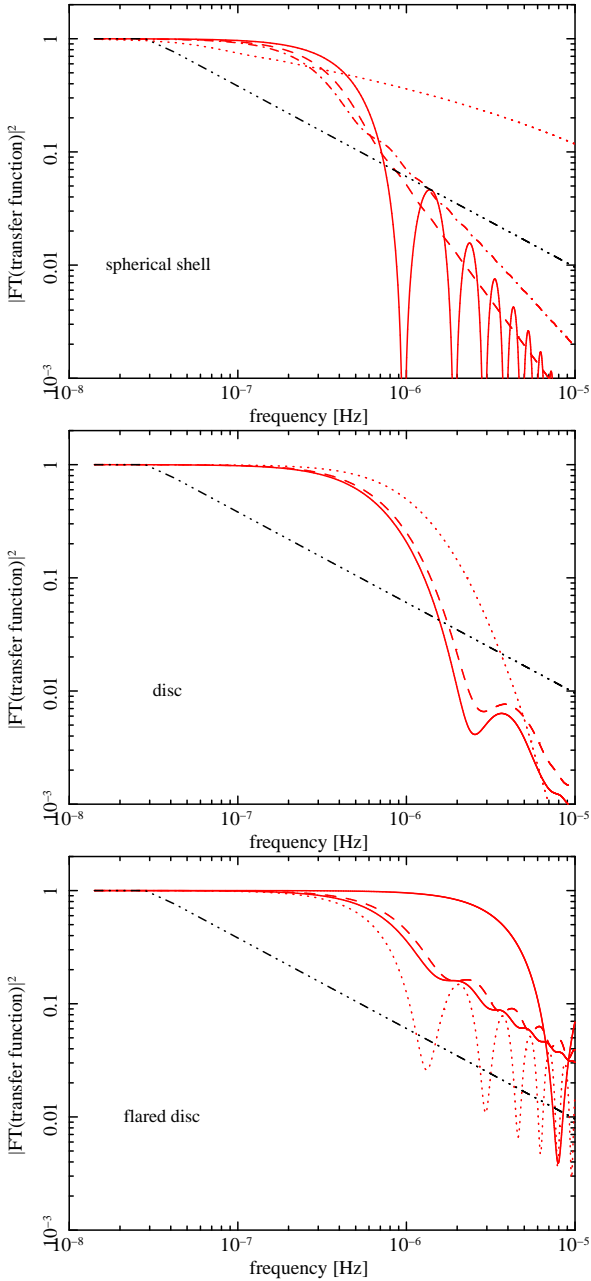 |FT(transfer function)|²
1
0.1
0.01
10⁻³
spherical shell
10⁻⁸ 10⁻⁷ 10⁻⁶ 10⁻⁵
frequency [Hz]
|FT(transfer function)|²
1
0.1
0.01
10⁻³
disc
10⁻⁸ 10⁻⁷ 10⁻⁶ 10⁻⁵
frequency [Hz]
|FT(transfer function)|²
1
0.1
0.01
10⁻³
flared disc
10⁻⁸ 10⁻⁷ 10⁻⁶ 10⁻⁵
frequency [Hz]